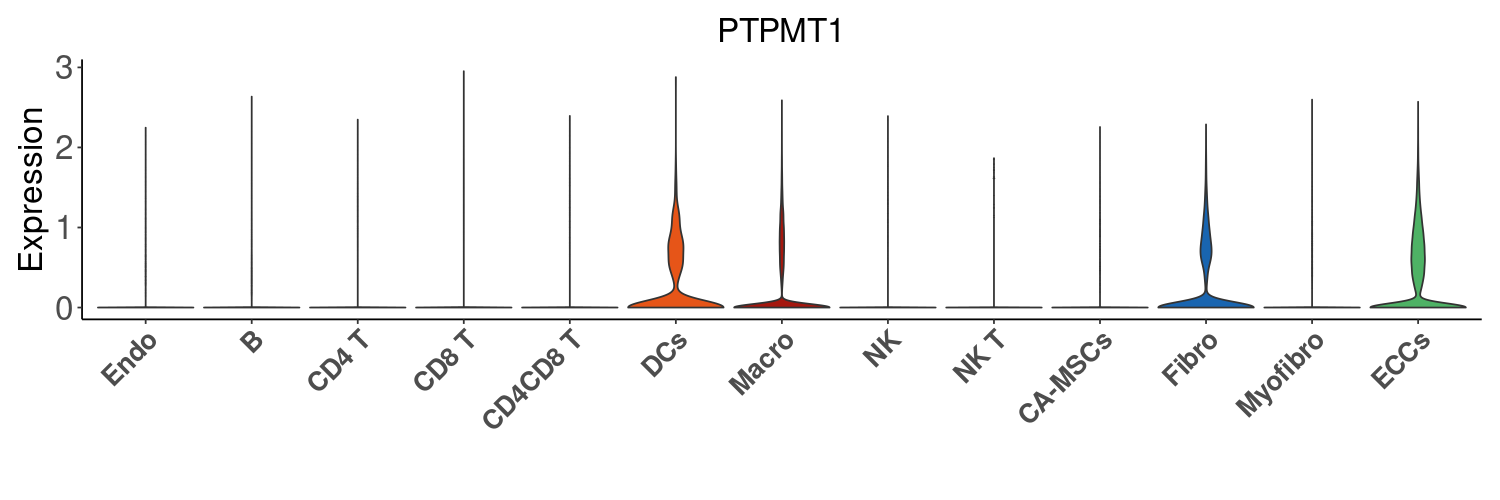 PTPMT1
Expression
3
2
1
0
Endo
B
CD4 T
CD8 T
CD4CD8 T
DCs
Macro
NK
NK T
CA-MSCs
Fibro
Myofibro
ECCs